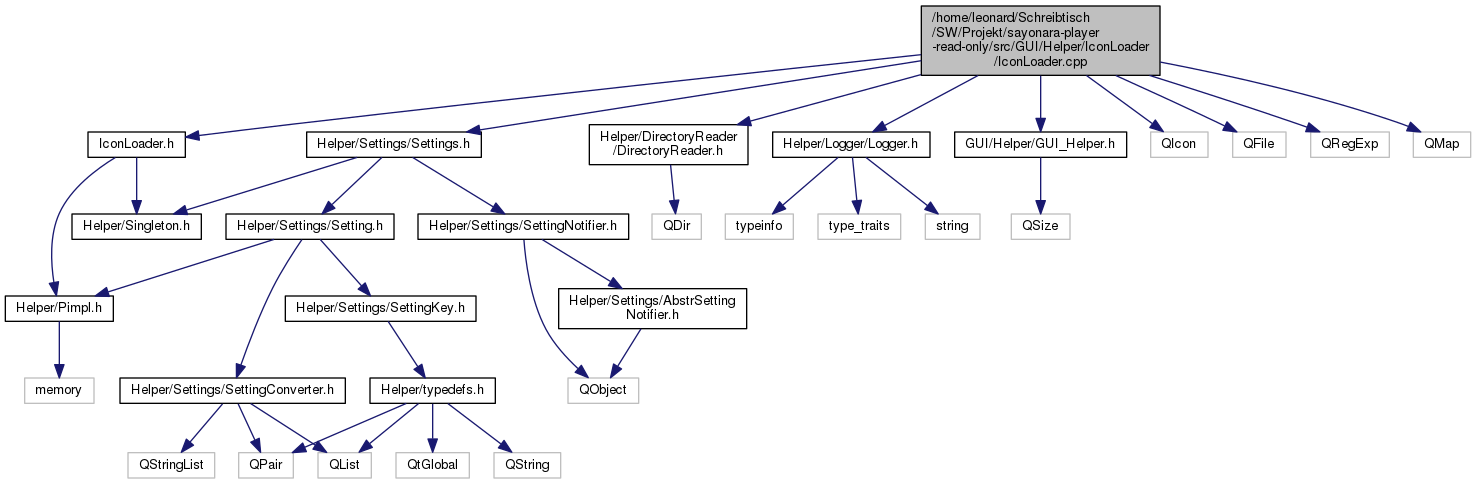 /home/leonard/Schreibtisch
/SW/Projekt/sayonara-player
-read-only/src/GUI/Helper/IconLoader
/IconLoader.cpp
IconLoader.h
Helper/Settings/Settings.h
Helper/DirectoryReader
/DirectoryReader.h
Helper/Logger/Logger.h
GUI/Helper/GUI_Helper.h
QIcon
QFile
QRegExp
QMap
Helper/Singleton.h
Helper/Settings/Setting.h
Helper/Settings/SettingNotifier.h
QDir
typeinfo
type_traits
string
QSize
Helper/Pimpl.h
Helper/Settings/SettingKey.h
Helper/Settings/AbstrSetting
Notifier.h
memory
Helper/Settings/SettingConverter.h
Helper/typedefs.h
QObject
QStringList
QPair
QList
QtGlobal
QString